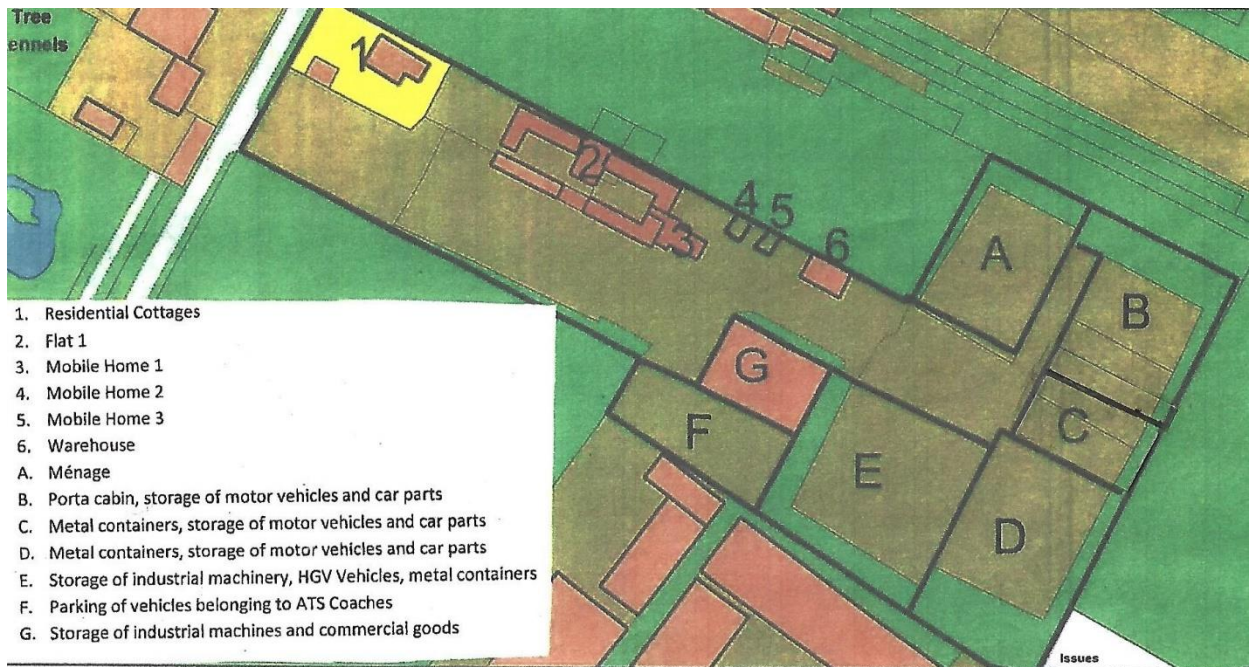 Tree
ennels
1
2
3
4
5
6
A
B
C
D
E
F
G
1. Residential Cottages
2. Flat 1
3. Mobile Home 1
4. Mobile Home 2
5. Mobile Home 3
6. Warehouse
A. Ménage
B. Porta cabin, storage of motor vehicles and car parts
C. Metal containers, storage of motor vehicles and car parts
D. Metal containers, storage of motor vehicles and car parts
E. Storage of industrial machinery, HGV Vehicles, metal containers
F. Parking of vehicles belonging to ATS Coaches
G. Storage of industrial machines and commercial goods
Issues